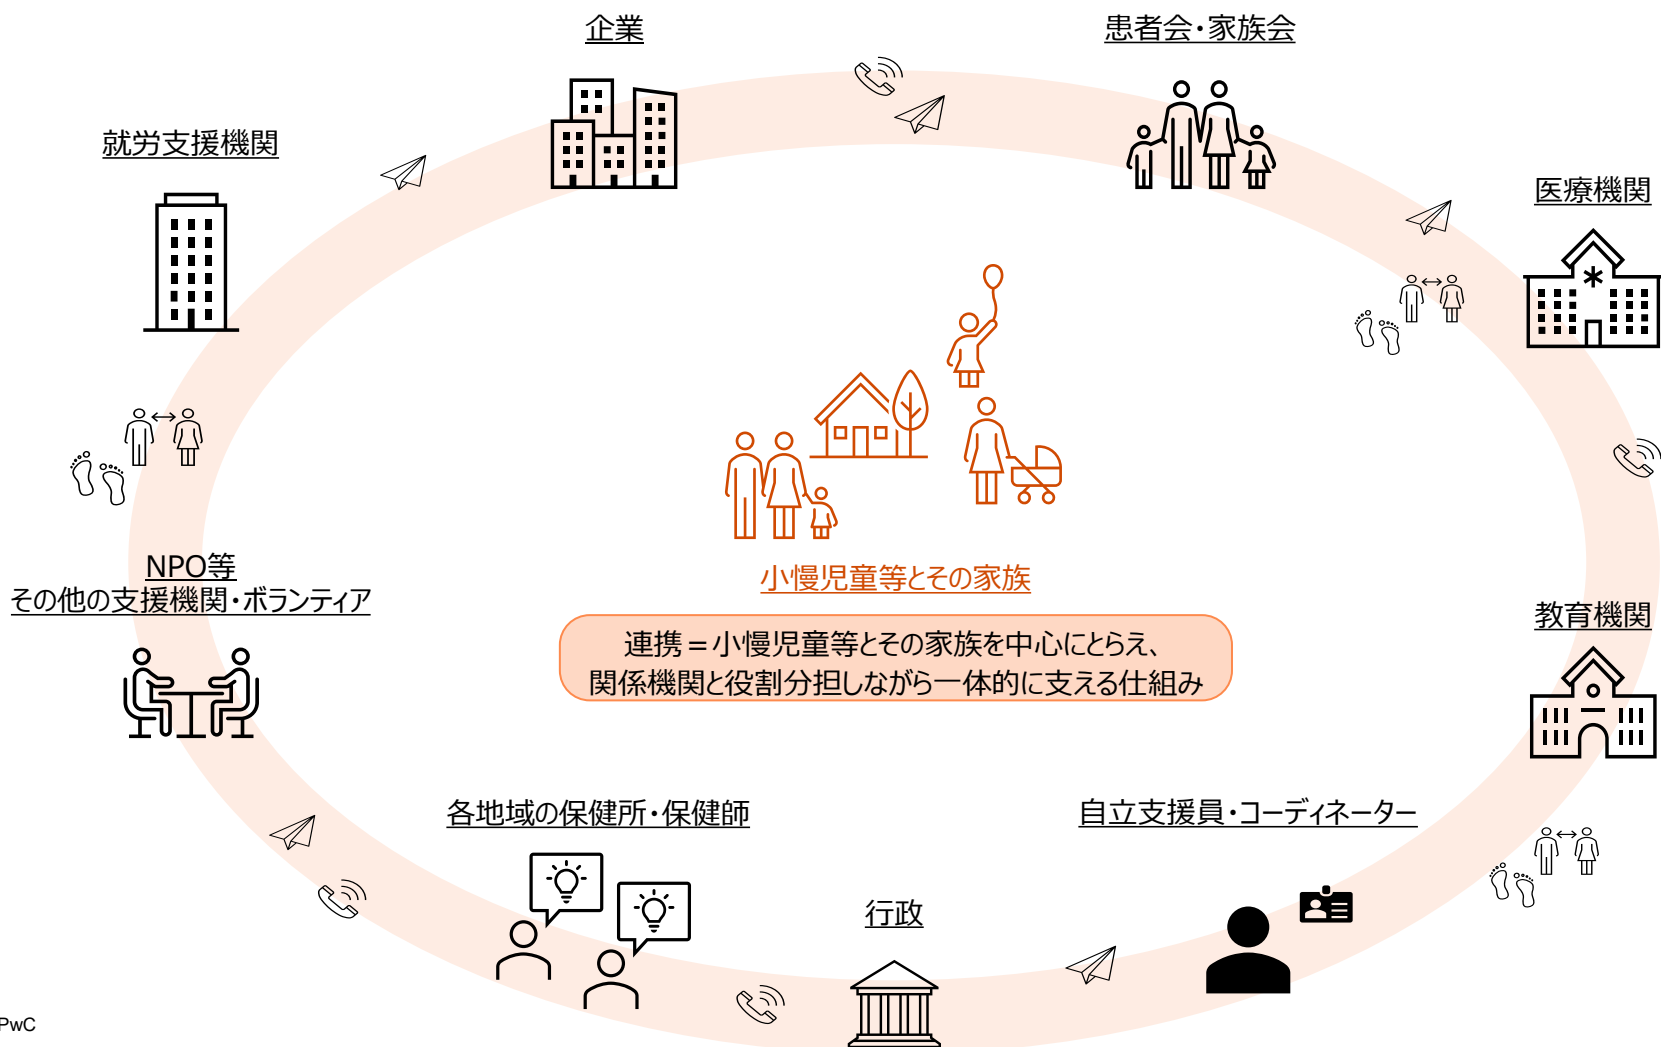 企業
患者会・家族会
就労支援機関
医療機関
NPO等
その他の支援機関・ボランティア
小慢児童等とその家族
連携＝小慢児童等とその家族を中心にとらえ、
関係機関と役割分担しながら一体的に支える仕組み
教育機関
各地域の保健所・保健師
自立支援員・コーディネーター
行政
PwC